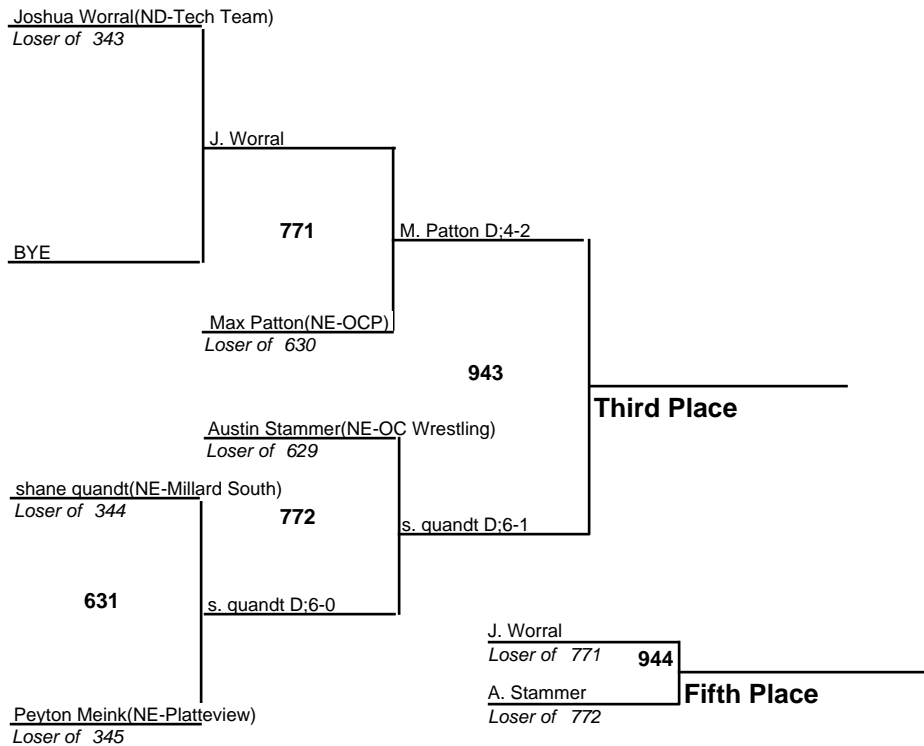 Joshua Worral(ND-Tech Team)
Loser of 343
J. Worral
771
M. Patton D;4-2
BYE
Max Patton(NE-OCP)
Loser of 630
943
Third Place
Austin Stammer(NE-OC Wrestling)
Loser of 629
shane quandt(NE-Millard South)
Loser of 344
772
s. quandt D;6-1
631
s. quandt D;6-0
J. Worral
Loser of 771
944
A. Stammer
Fifth Place
Loser of 772
Peyton Meink(NE-Platteview)
Loser of 345